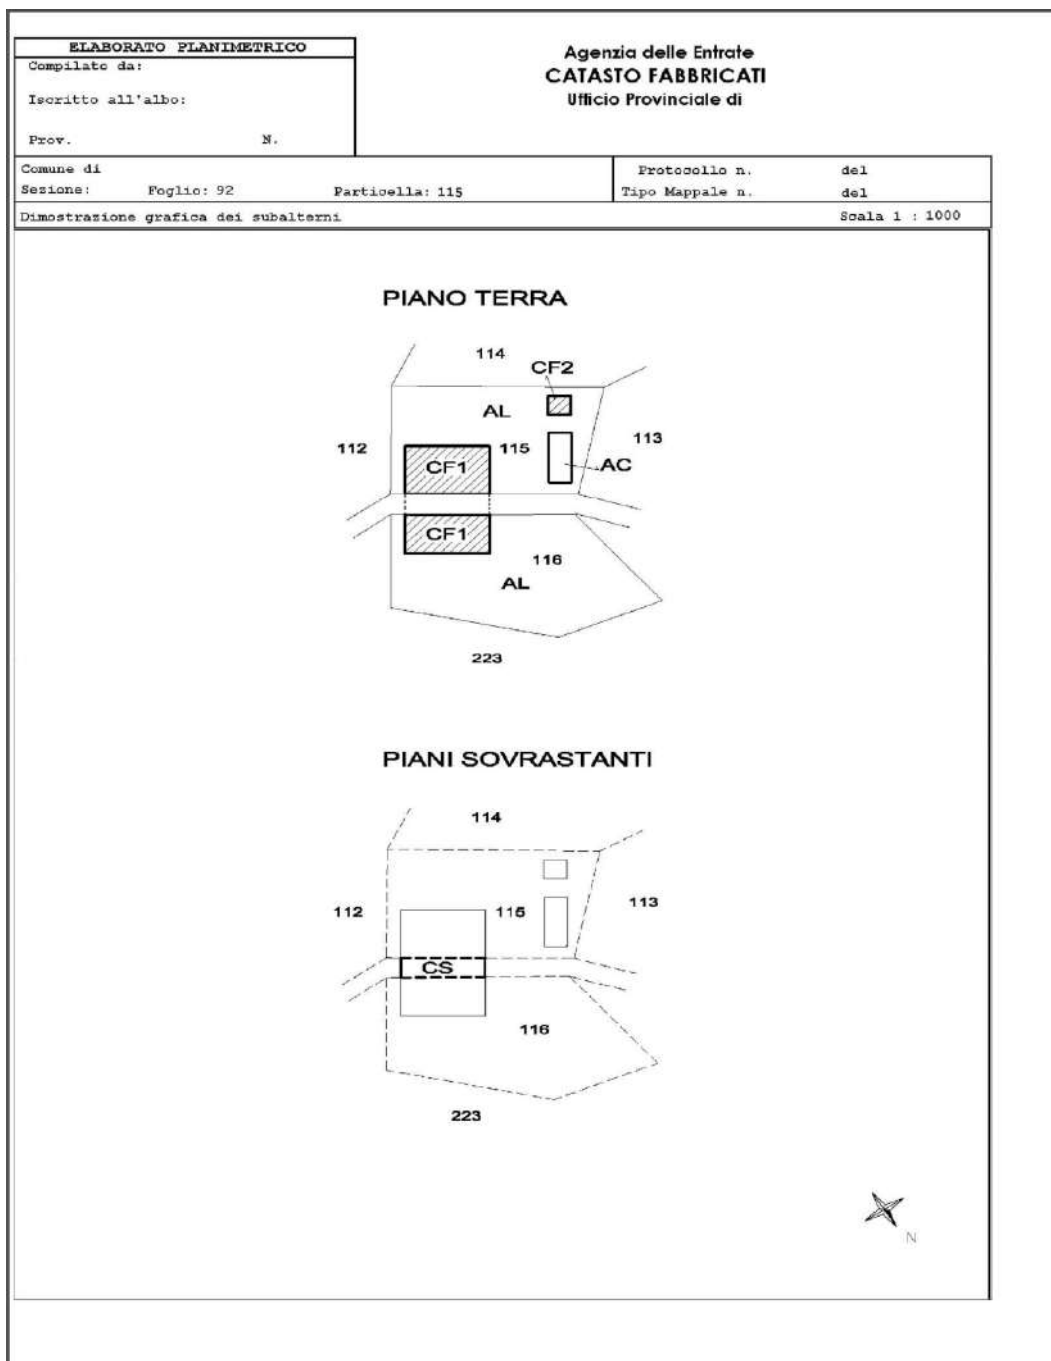 ELABORATO PLANIMETRICO
Compilato da:
Iscritto all'albo:
Prov. N.
Agenzia delle Entrate
CATASTO FABBRICATI
Ufficio Provinciale di
Comune di
Sezione: Foglio: 92 Particella: 115
Protocollo n. del
Tipo Mappale n. del
Dimostrazione grafica dei subalterni
Scala 1 : 1000
PIANO TERRA
114
CF2
AL
112
115
113
CF1
AC
CF1
116
AL
223
PIANI SOVRASTANTI
114
112
115
113
CS
116
223
N